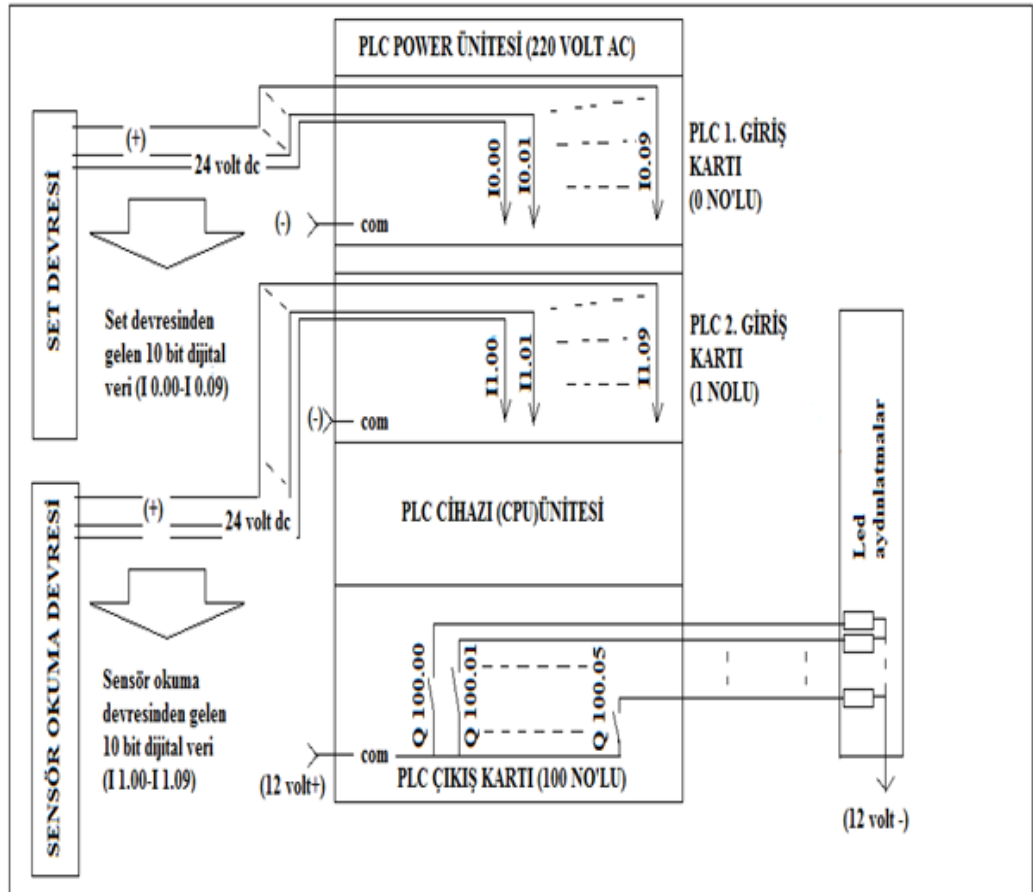 PLC POWER ÜNİTESİ (220 VOLT AC)
SET DEVRESİ
(+)
24 volt dc
I0.00
I0.01
I0.09
PLC 1. GİRİŞ
KARTI
(0 NO'LU)
(-)
com
Set devresinden
gelen 10 bit dijital
veri (I 0.00-I 0.09)
I1.00
I1.01
I1.09
PLC 2. GİRİŞ
KARTI
(1 NOLU)
(-)
com
SENSÖR OKUMA DEVRESİ
(+)
24 volt dc
PLC CİHAZI (CPU)ÜNİTESİ
Led
aydınlatmalar
Sensör okuma
devresinden gelen
10 bit dijital veri
(I 1.00-I 1.09)
Q 100.00
Q 100.01
Q 100.05
com
(12 volt+)
PLC ÇIKIŞ KARTI (100 NO'LU)
(12 volt -)